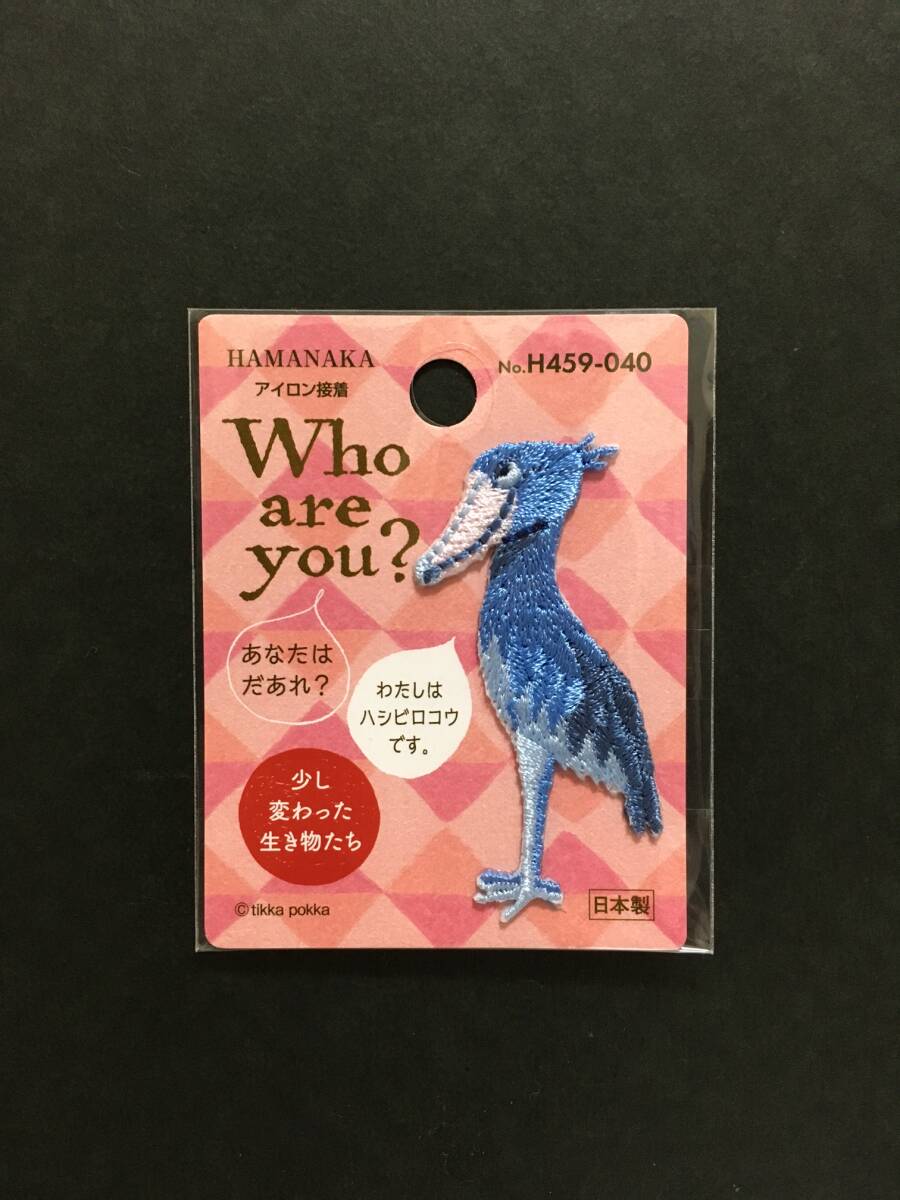 HAMANAKA
アイロン接着
No.H459-040
Who
are
you?
あなたは
だあれ？
わたしは
ハシビロコウ
です。
少し
変わった
生き物たち
©tikka pokka
日本製